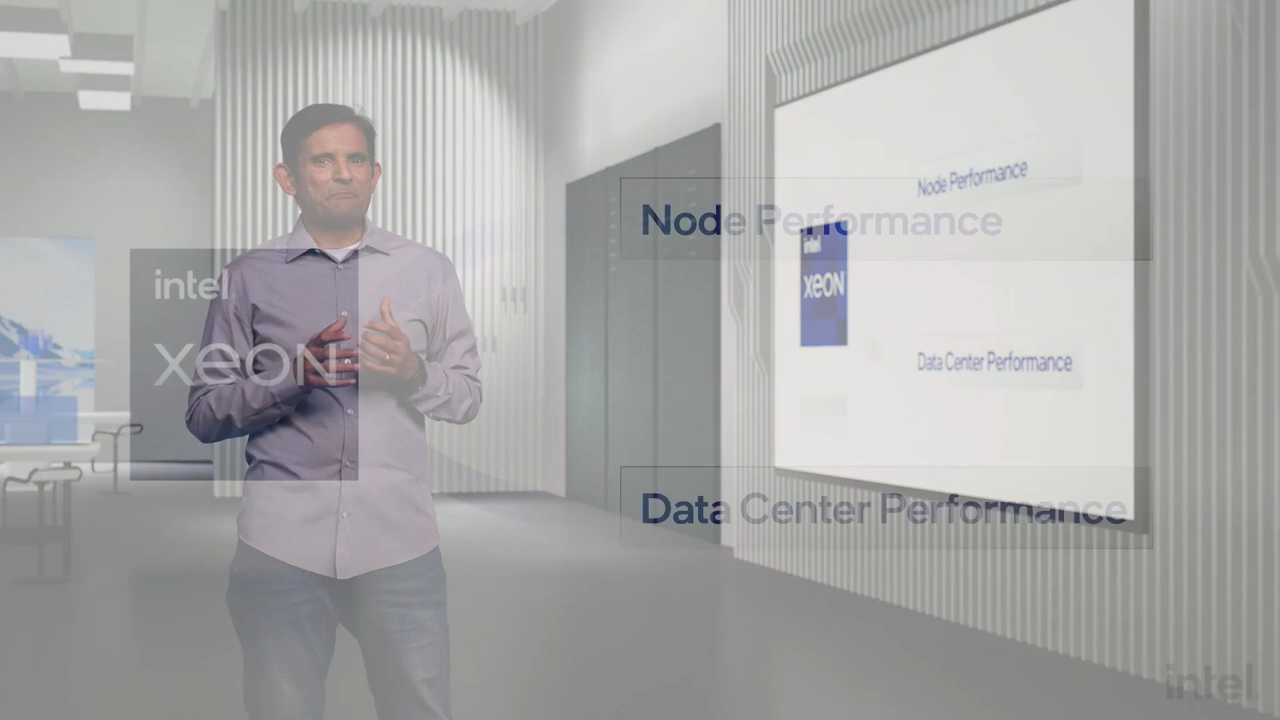 Node Performance
Node Performance
intel
xeon
intel
xeon
Data Center Performance
Data Center Performance
intel